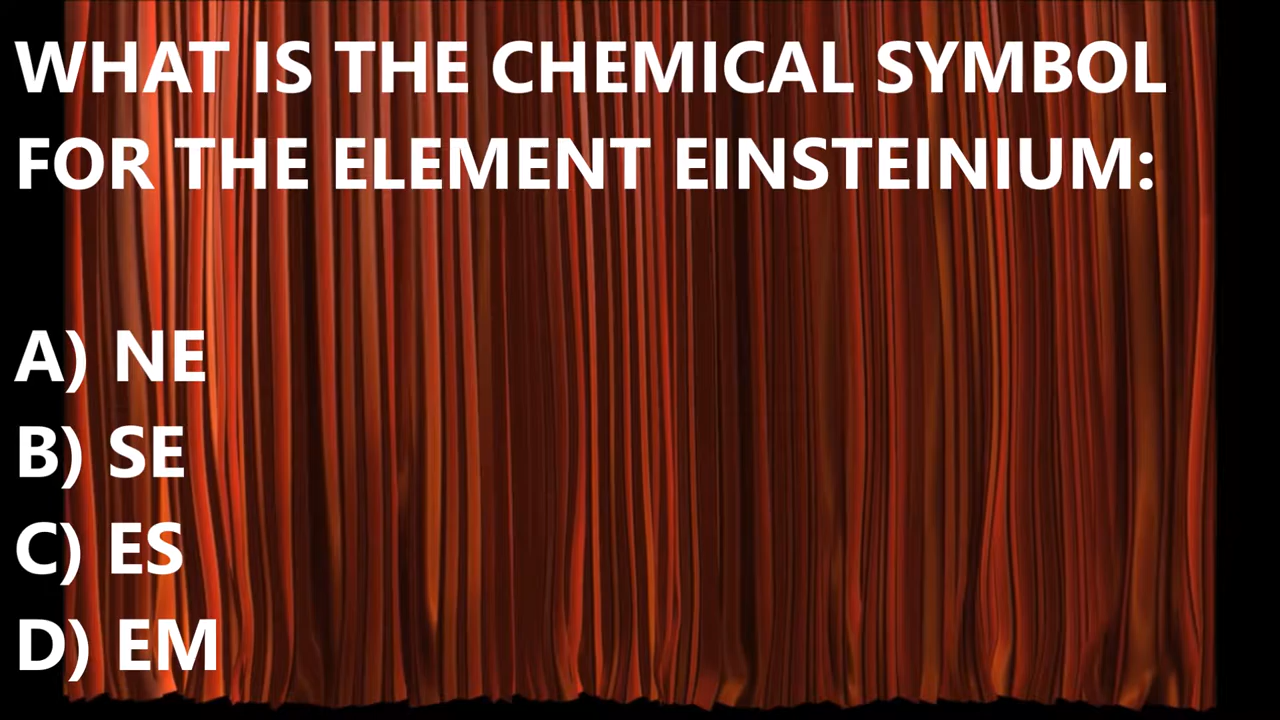 WHAT IS THE CHEMICAL SYMBOL
FOR THE ELEMENT EINSTEINIUM:
A) NE
B) SE
C) ES
D) EM